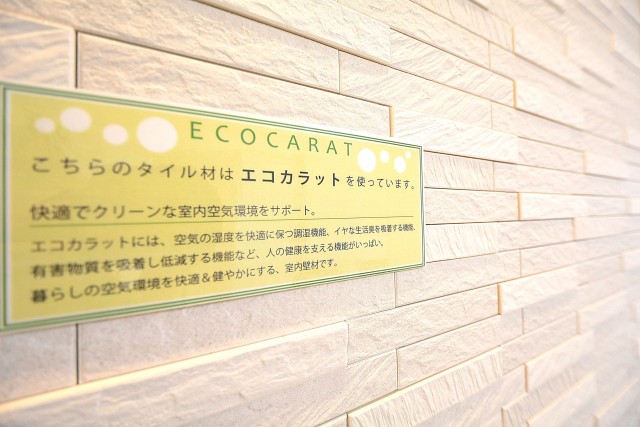 ECOCARAT
こちらのタイル材は エコカラット を使っています。
快適でクリーンな室内空気環境をサポート。
エコカラットには、空気の湿度を快適に保つ調湿機能、イヤな生活臭を吸着する機能、
有害物質を吸着し低減する機能など、人の健康を支える機能がいっぱい。
暮らしの空気環境を快適&健やかにする、室内壁材です。